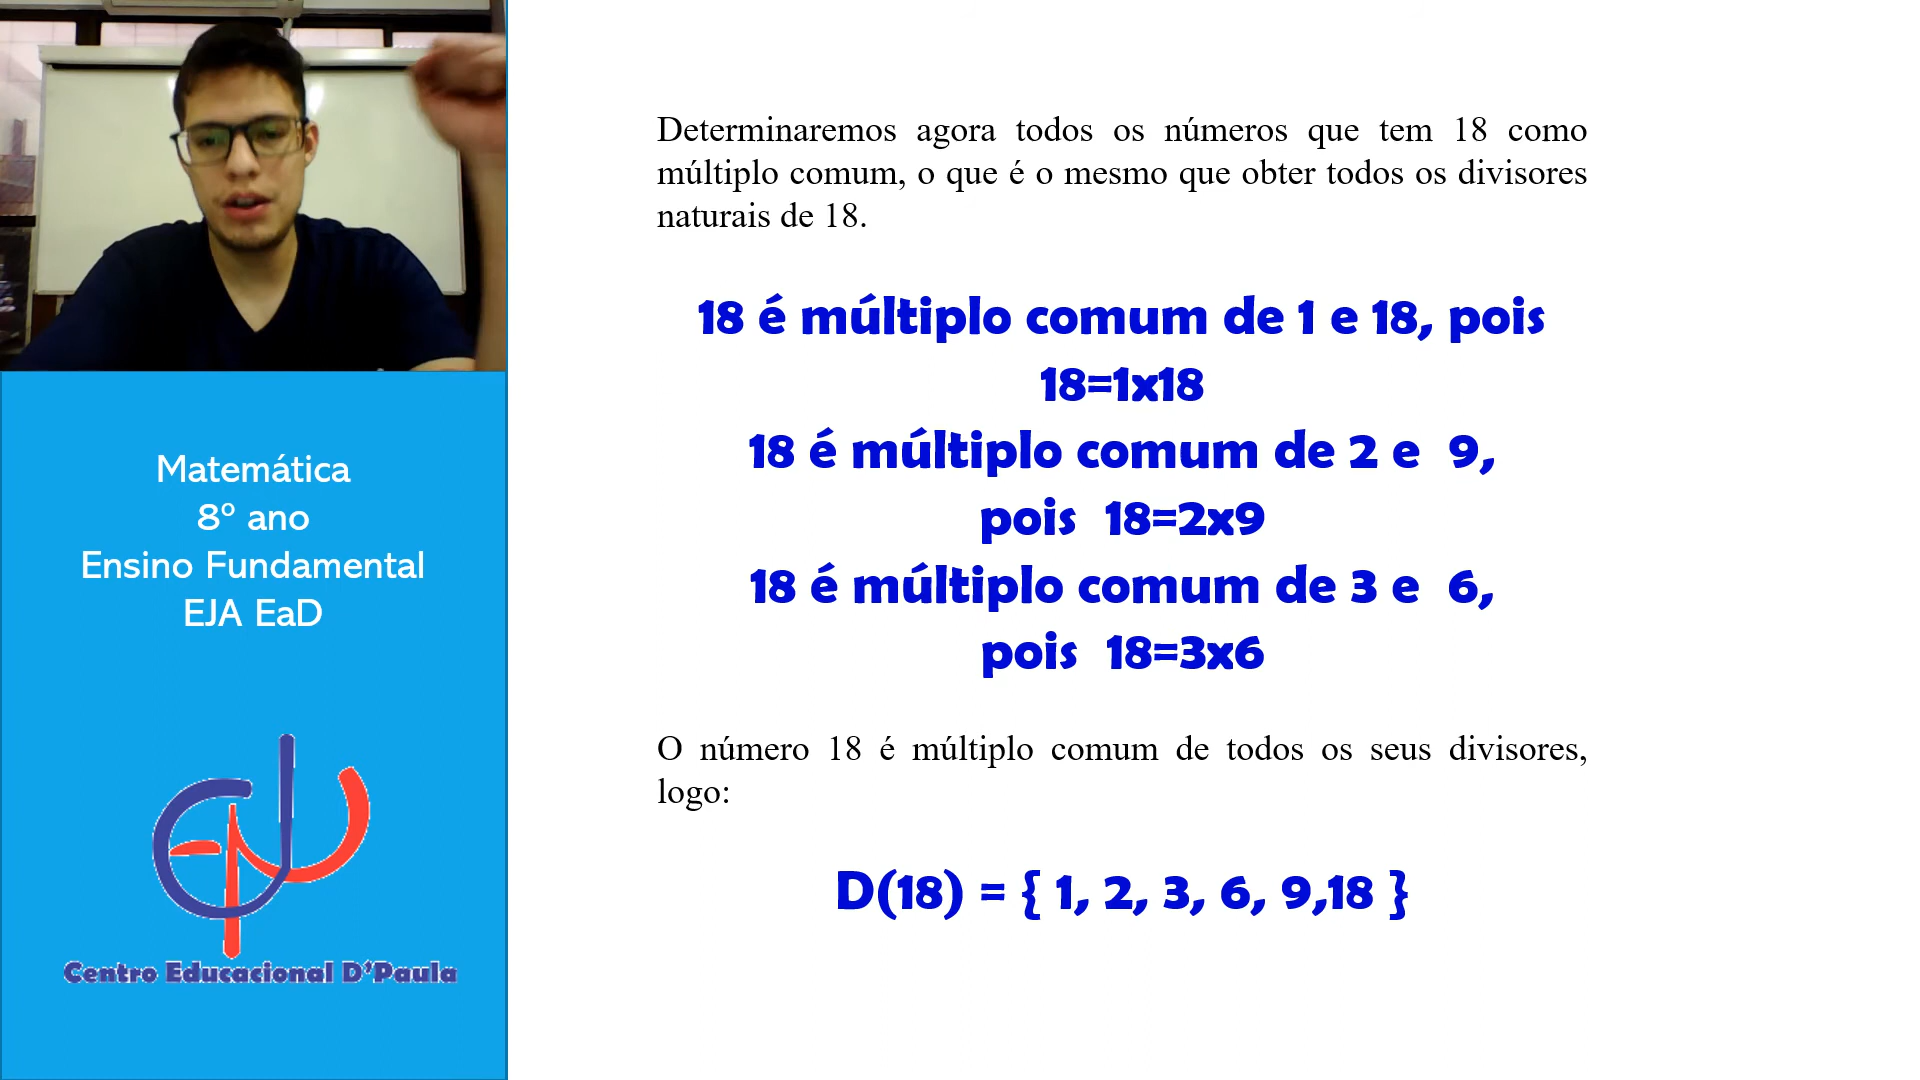 Matemática
8º ano
Ensino Fundamental
EJA EaD
Centro Educacional D'Paula
Determinaremos agora todos os números que tem 18 como
múltiplo comum, o que é o mesmo que obter todos os divisores
naturais de 18.
18 é múltiplo comum de 1 e 18, pois
18=1x18
18 é múltiplo comum de 2 e 9,
pois 18=2x9
18 é múltiplo comum de 3 e 6,
pois 18=3x6
O número 18 é múltiplo comum de todos os seus divisores,
logo:
D(18) = { 1, 2, 3, 6, 9,18 }